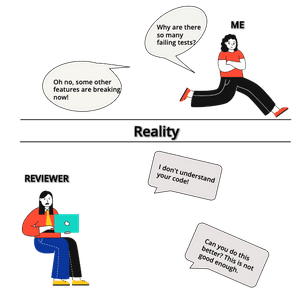 Why are there
so many
failing tests?
ME
Oh no, some other
features are breaking
now!
Reality
I don't understand
your code!
REVIEWER
Can you do this
better? This is not
good enough.